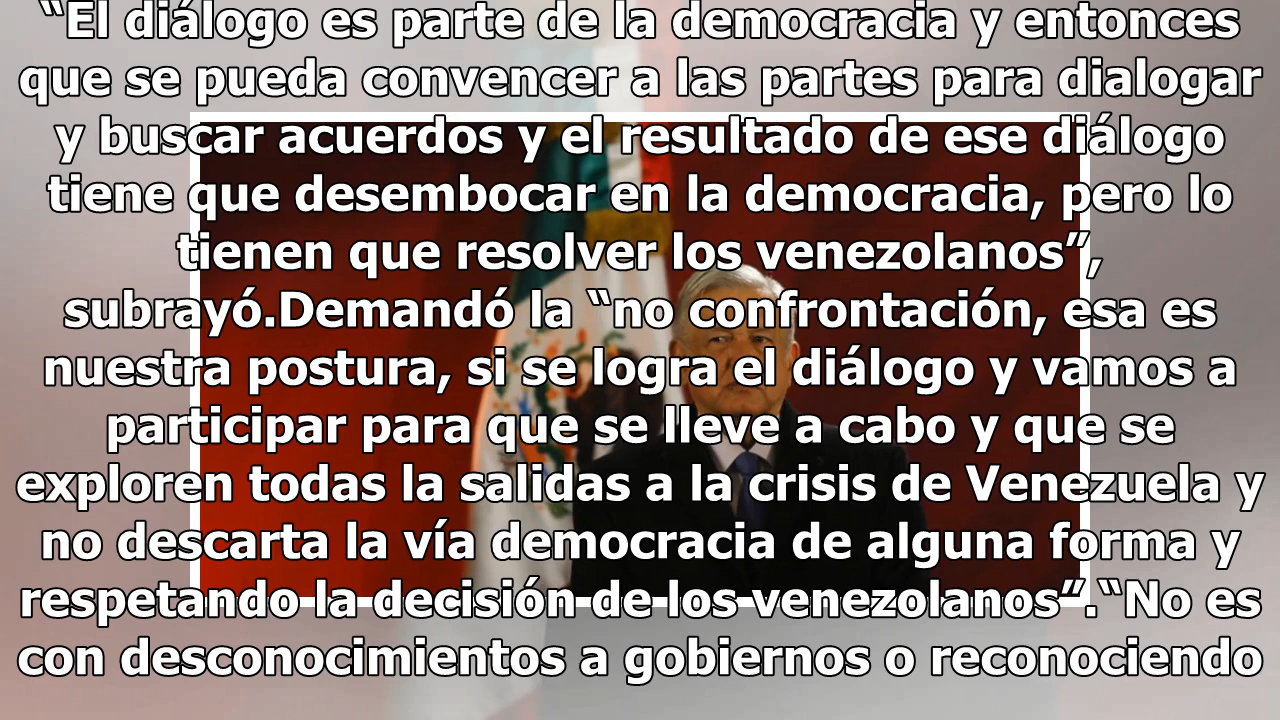 “El diálogo es parte de la democracia y entonces
que se pueda convencer a las partes para dialogar
y buscar acuerdos y el resultado de ese diálogo
tiene que desembocar en la democracia, pero lo
tienen que resolver los venezolanos”,
subrayó.Demandó la “no confrontación, esa es
nuestra postura, si se logra el diálogo y vamos a
participar para que se lleve a cabo y que se
exploren todas la salidas a la crisis de Venezuela y
no descarta la vía democracia de alguna forma y
respetando la decisión de los venezolanos”.“No es
con desconocimientos a gobiernos o reconociendo